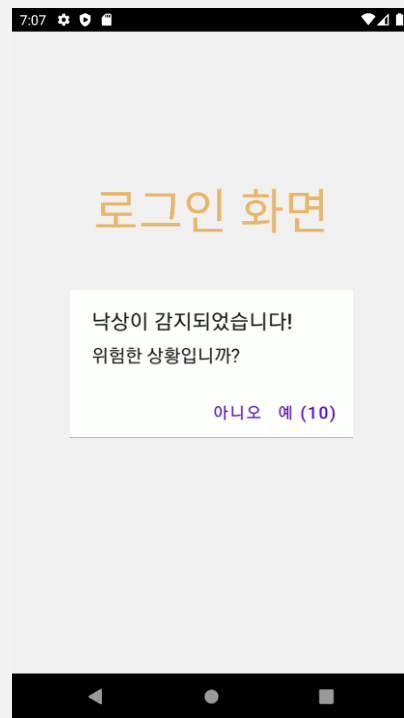 7:07
로그인 화면
낙상이 감지되었습니다!
위험한 상황입니까?
아니오 예 (10)